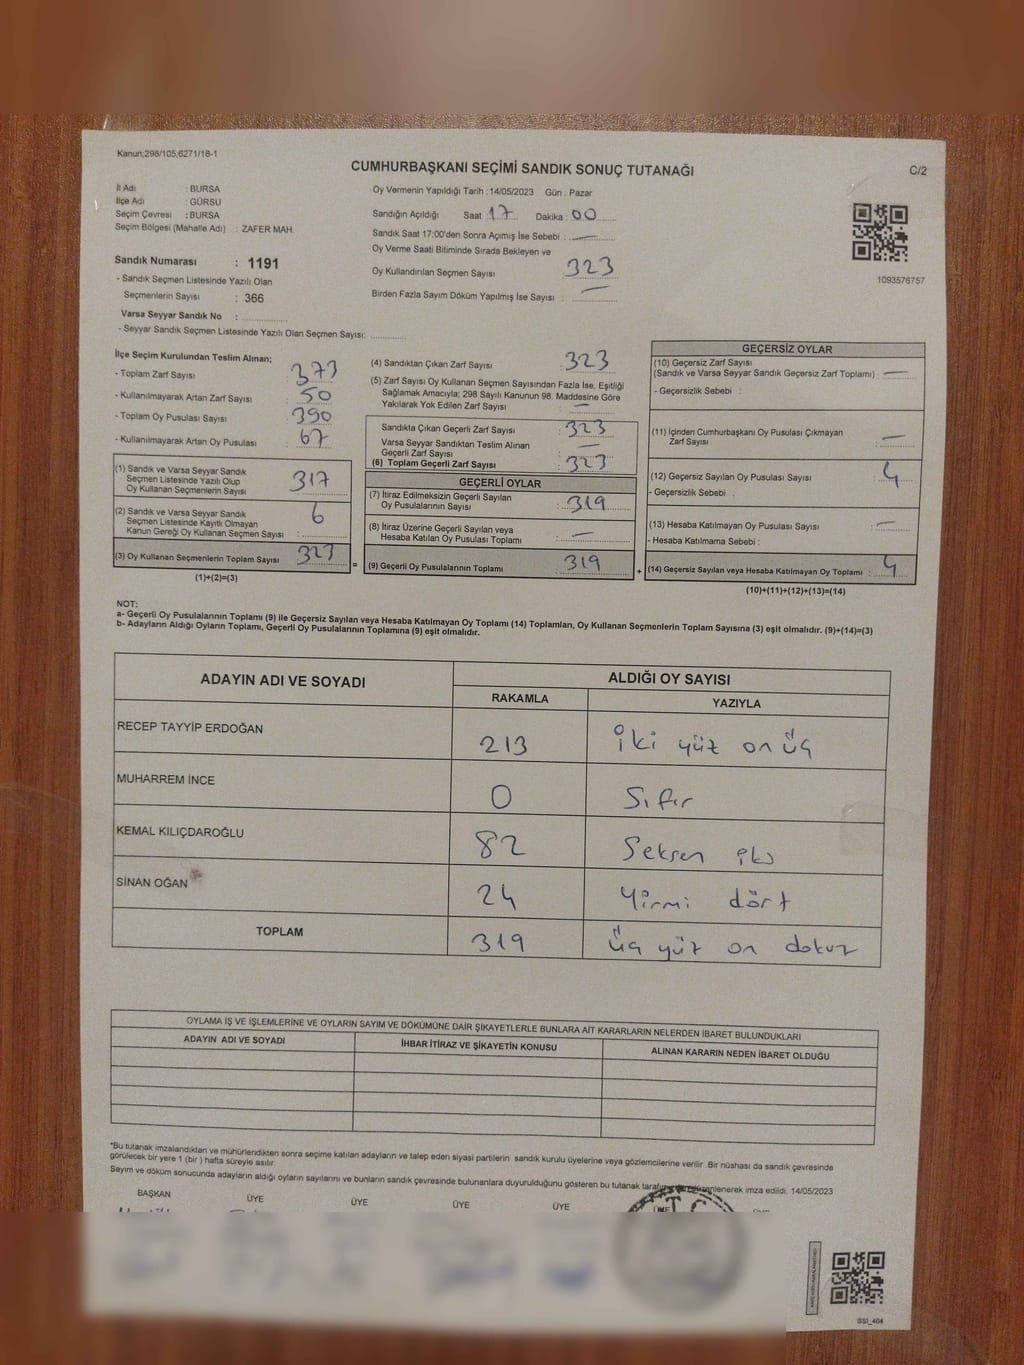 Kanun;298/105,6271/18-1
CUMHURBAŞKANI SEÇİMİ SANDIK SONUÇ TUTANAĞI
C/2
İl Adı : BURSA
İlçe Adı : GÜRSU
Seçim Çevresi : BURSA
Seçim Bölgesi (Mahalle Adı) : ZAFER MAH.
Sandık Numarası : 1191
- Sandık Seçmen Listesinde Yazılı Olan
Seçmenlerin Sayısı : 366
Varsa Seyyar Sandık No :
- Seyyar Sandık Seçmen Listesinde Yazılı Olan Seçmen Sayısı:
Oy Vermenin Yapıldığı Tarih :14/05/2023 Gün : Pazar
Sandığın Açıldığı Saat : 17 Dakika : 00
Sandık Saat 17:00'den Sonra Açımış İse Sebebi : —
Oy Verme Saati Bitiminde Sırada Bekleyen ve
Oy Kullandırılan Seçmen Sayısı 323
Birden Fazla Sayım Döküm Yapılmış İse Sayısı : —
1093576757
İlçe Seçim Kurulundan Teslim Alınan;
- Toplam Zarf Sayısı : 373
- Kullanılmayarak Artan Zarf Sayısı : 50
- Toplam Oy Pusulası Sayısı : 390
- Kullanılmayarak Artan Oy Pusulası : 67
(1) Sandık ve Varsa Seyyar Sandık
Seçmen Listesinde Yazılı Olup
Oy Kullanan Seçmenlerin Sayısı : 317
(2) Sandık ve Varsa Seyyar Sandık
Seçmen Listesinde Kayıtlı Olmayan
Kanun Gereği Oy Kullanan Seçmen Sayısı : 6
(3) Oy Kullanan Seçmenlerin Toplam Sayısı : 323
(1)+(2)=(3)
(4) Sandıktan Çıkan Zarf Sayısı : 323
(5) Zarf Sayısı Oy Kullanan Seçmen Sayısından Fazla İse, Eşitliği
Sağlamak Amacıyla; 298 Sayılı Kanunun 98. Maddesine Göre
Yakılarak Yok Edilen Zarf Sayısı : —
Sandıkta Çıkan Geçerli Zarf Sayısı : 323
Varsa Seyyar Sandıktan Teslim Alınan
Geçerli Zarf Sayısı : —
(6) Toplam Geçerli Zarf Sayısı : 323
GEÇERLİ OYLAR
(7) İtiraz Edilmeksizin Geçerli Sayılan
Oy Pusulalarının Sayısı : 319
(8) İtiraz Üzerine Geçerli Sayılan veya
Hesaba Katılan Oy Pusulası Toplamı : —
= (9) Geçerli Oy Pusulalarının Toplamı : 319
GEÇERSİZ OYLAR
(10) Geçersiz Zarf Sayısı
(Sandık ve Varsa Seyyar Sandık Geçersiz Zarf Toplamı) : —
- Geçersizlik Sebebi :
(11) İçinden Cumhurbaşkanı Oy Pusulası Çıkmayan
Zarf Sayısı : —
(12) Geçersiz Sayılan Oy Pusulası Sayısı : 4
- Geçersizlik Sebebi :
(13) Hesaba Katılmayan Oy Pusulası Sayısı : —
- Hesaba Katılmama Sebebi :
+ (14) Geçersiz Sayılan veya Hesaba Katılmayan Oy Toplamı : 4
(10)+(11)+(12)+(13)=(14)
NOT:
a- Geçerli Oy Pusulalarının Toplamı (9) ile Geçersiz Sayılan veya Hesaba Katılmayan Oy Toplamı (14) Toplamları, Oy Kullanan Seçmenlerin Toplam Sayısına (3) eşit olmalıdır. (9)+(14)=(3)
b- Adayların Aldığı Oyların Toplamı, Geçerli Oy Pusulalarının Toplamına (9) eşit olmalıdır.
ADAYIN ADI VE SOYADI
ALDIĞI OY SAYISI
RAKAMLA YAZIYLA
RECEP TAYYİP ERDOĞAN 213 iki yüz on üç
MUHARREM İNCE 0 Sıfır
KEMAL KILIÇDAROĞLU 82 Seksen iki
SİNAN OĞAN 24 Yirmi dört
TOPLAM 319 üç yüz on dokuz
OYLAMA İŞ VE İŞLEMLERİNE VE OYLARIN SAYIM VE DÖKÜMÜNE DAİR ŞİKAYETLERLE BUNLARA AİT KARARLARIN NELERDEN İBARET BULUNDUKLARI
ADAYIN ADI VE SOYADI İHBAR İTİRAZ VE ŞİKAYETİN KONUSU ALINAN KARARIN NEDEN İBARET OLDUĞU
*Bu tutanak imzalandıktan ve mühürlendikten sonra seçime katılan adayların ve talep eden siyasi partilerin sandık kurulu üyelerine veya gözlemcilerine verilir .Bir nüshası da sandık çevresinde
görülecek bir yere 1 (bir ) hafta süreyle asılır.
Sayım ve döküm sonucunda adayların aldığı oyların sayılarını ve bunların sandık çevresinde bulunanlara duyurulduğunu gösteren bu tutanak düzenlenerek imza edildi. 14/05/2023
BAŞKAN ÜYE ÜYE ÜYE ÜYE
T.C.
SSİ_404